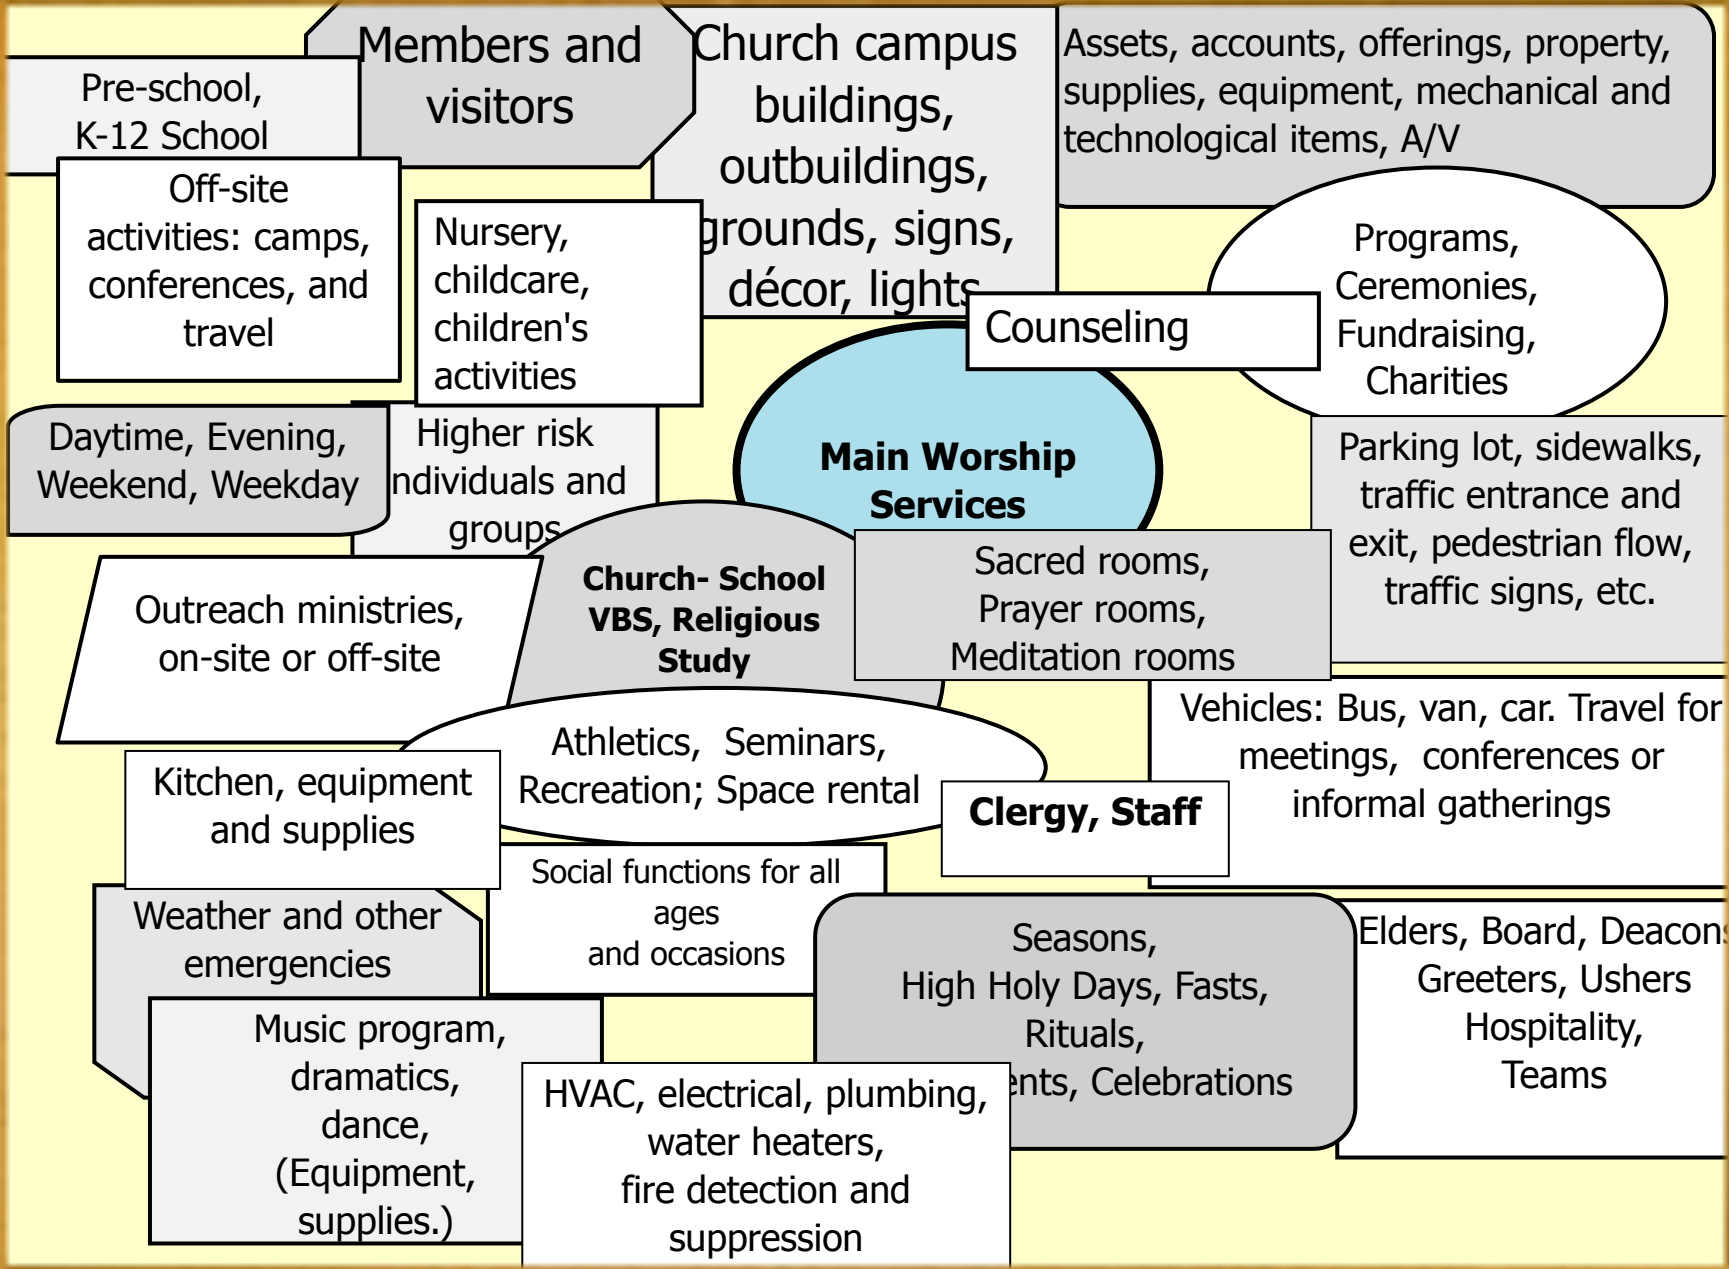 Members and
visitors
Church campus
buildings,
outbuildings,
grounds, signs,
décor, lights
Assets, accounts, offerings, property,
supplies, equipment, mechanical and
technological items, A/V
Pre-school,
K-12 School
Off-site
activities: camps,
conferences, and
travel
Nursery,
childcare,
children's
activities
Counseling
Programs,
Ceremonies,
Fundraising,
Charities
Daytime, Evening,
Weekend, Weekday
Higher risk
ndividuals and
groups
Main Worship
Services
Parking lot, sidewalks,
traffic entrance and
exit, pedestrian flow,
traffic signs, etc.
Outreach ministries,
on-site or off-site
Church- School
VBS, Religious
Study
Sacred rooms,
Prayer rooms,
Meditation rooms
Vehicles: Bus, van, car. Travel for
meetings, conferences or
informal gatherings
Kitchen, equipment
and supplies
Athletics, Seminars,
Recreation; Space rental
Clergy, Staff
Social functions for all
ages
and occasions
Weather and other
emergencies
Seasons,
High Holy Days, Fasts,
Rituals,
ents, Celebrations
Elders, Board, Deacons
Greeters, Ushers
Hospitality,
Teams
Music program,
dramatics,
dance,
(Equipment,
supplies.)
HVAC, electrical, plumbing,
water heaters,
fire detection and
suppression